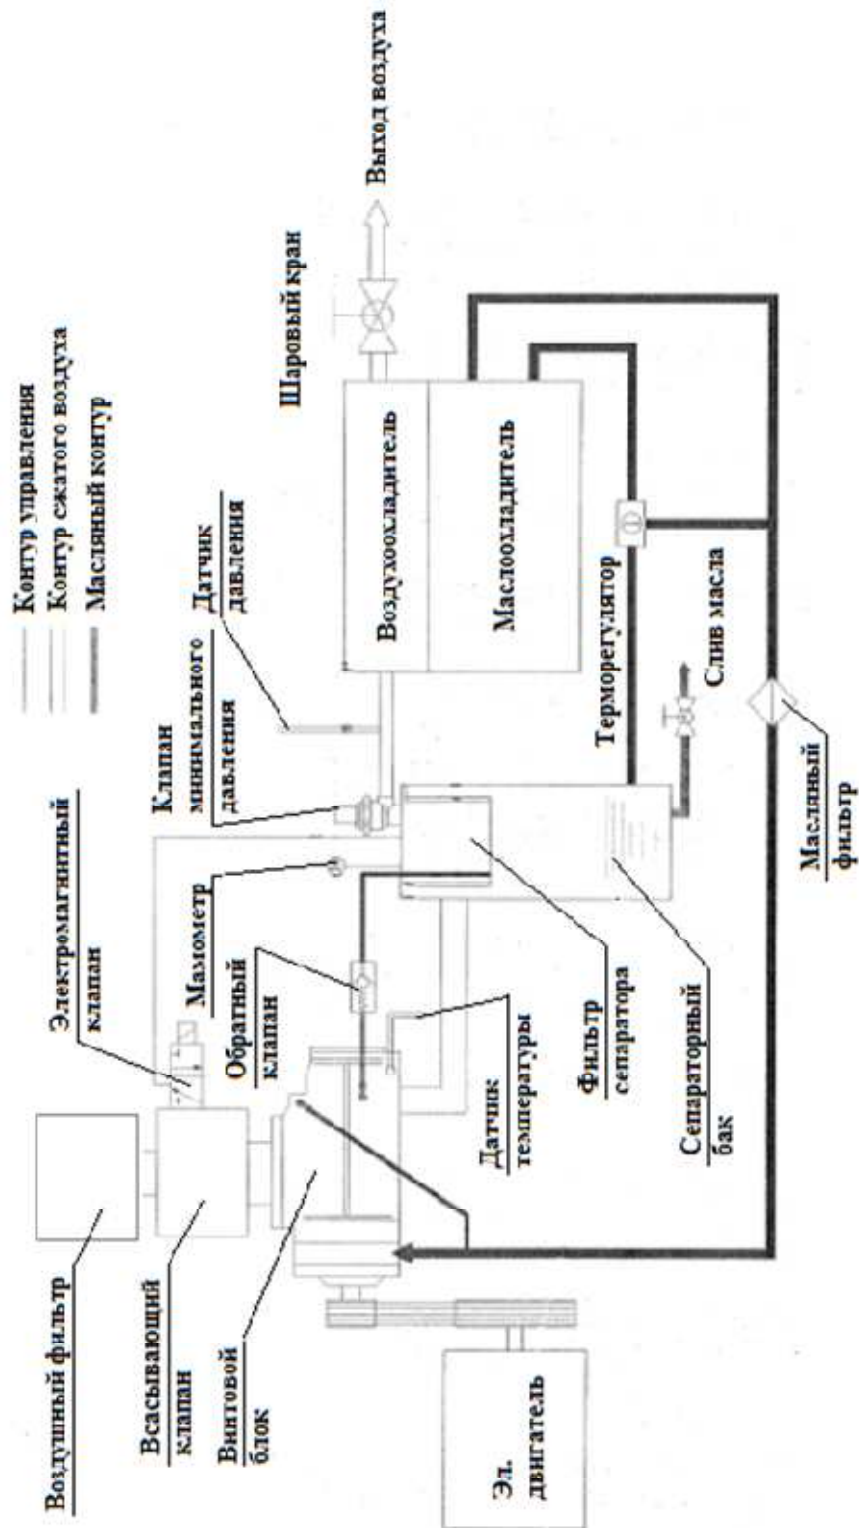 Контур управления
Контур сжатого воздуха
Масляный контур
Воздушный фильтр
Всасывающий
клапан
Винтовой
блок
Эл.
двигатель
Электромагнитный
клапан
Мамометр
Обратный
клапан
Датчик
температуры
Фильтр
сепаратора
Сепараторный
бак
Клапан
минимального
давления
Датчик
давления
Воздухоохладитель
Маслоохладитель
Шаровый кран
Выход воздуха
Терморегулятор
Слив масла
Масляный
фильтр